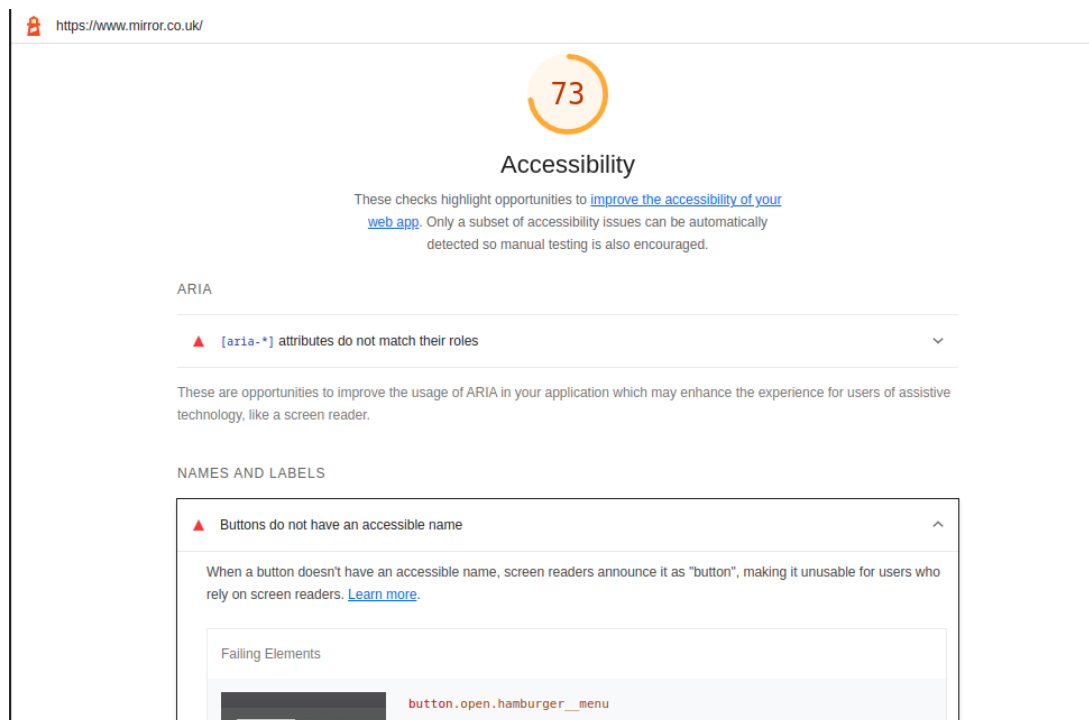 https://www.mirror.co.uk/
73
Accessibility
These checks highlight opportunities to improve the accessibility of your
web app. Only a subset of accessibility issues can be automatically
detected so manual testing is also encouraged.
ARIA
[aria-*] attributes do not match their roles
These are opportunities to improve the usage of ARIA in your application which may enhance the experience for users of assistive
technology, like a screen reader.
NAMES AND LABELS
Buttons do not have an accessible name
When a button doesn't have an accessible name, screen readers announce it as "button", making it unusable for users who
rely on screen readers. Learn more.
Failing Elements
button.open.hamburger__menu